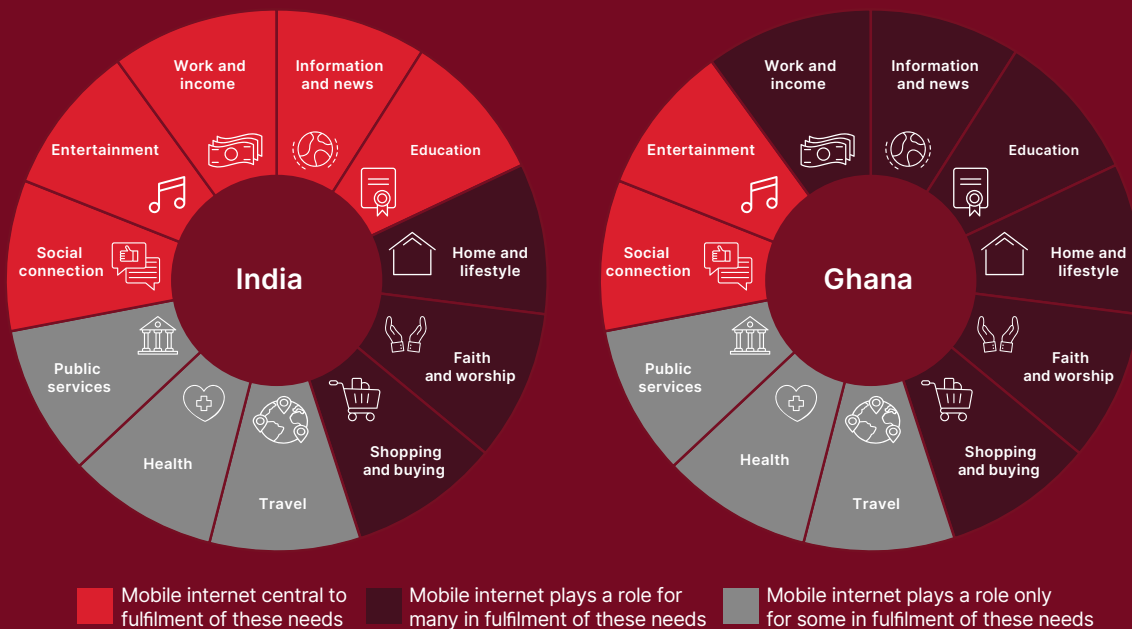 Work and
income
Information
and news
Entertainment
Education
Social
connection
Home and
lifestyle
India
Public
services
Faith
and worship
Health
Shopping
and buying
Travel
Work and
income
Information
and news
Entertainment
Education
Social
connection
Home and
lifestyle
Ghana
Public
services
Faith
and worship
Health
Shopping
and buying
Travel
Mobile internet central to
fulfilment of these needs
Mobile internet plays a role for
many in fulfilment of these needs
Mobile internet plays a role only
for some in fulfilment of these needs